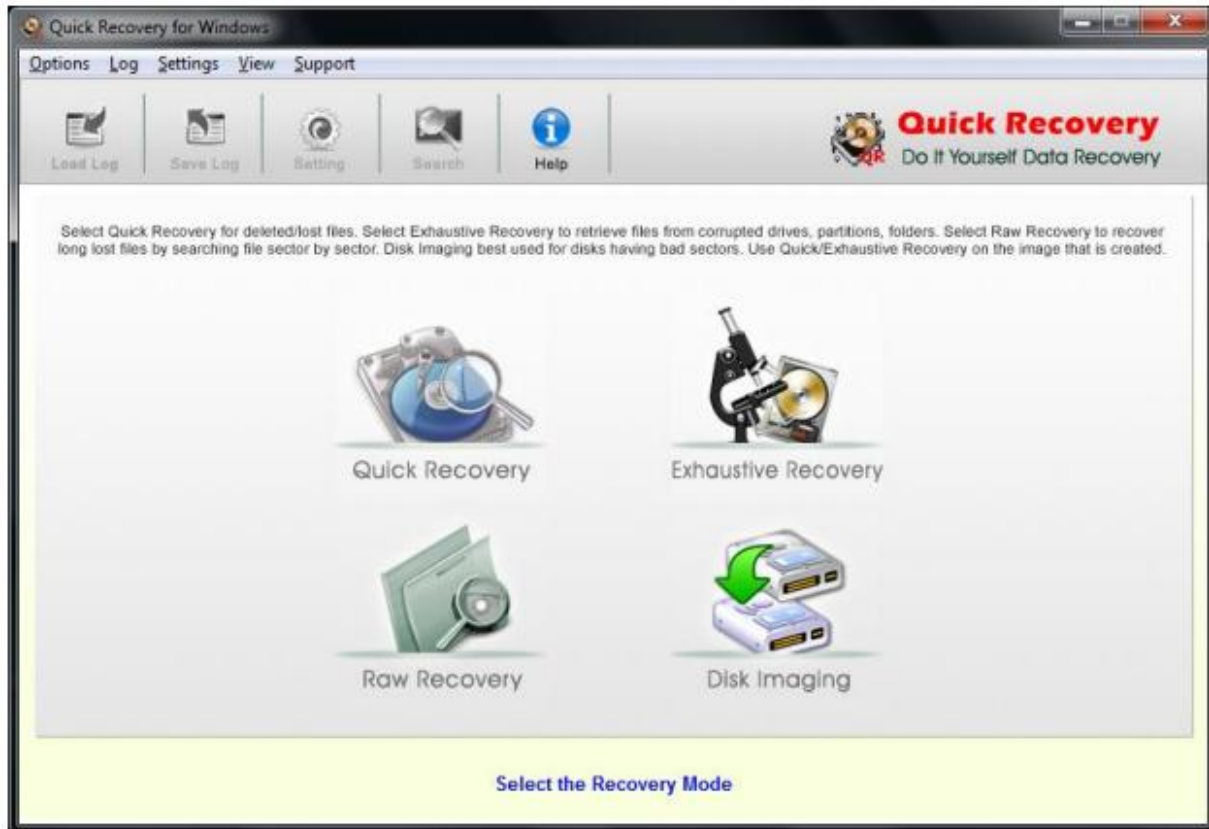 Quick Recovery for Windows
Options Log Settings View Support
Load Log Save Log Setting Search Help
Quick Recovery
QR
Do It Yourself Data Recovery
Select Quick Recovery for deleted/lost files. Select Exhaustive Recovery to retrieve files from corrupted drives, partitions, folders. Select Raw Recovery to recover
long lost files by searching file sector by sector. Disk Imaging best used for disks having bad sectors. Use Quick/Exhaustive Recovery on the image that is created.
Quick Recovery Exhaustive Recovery
Raw Recovery Disk Imaging
Select the Recovery Mode